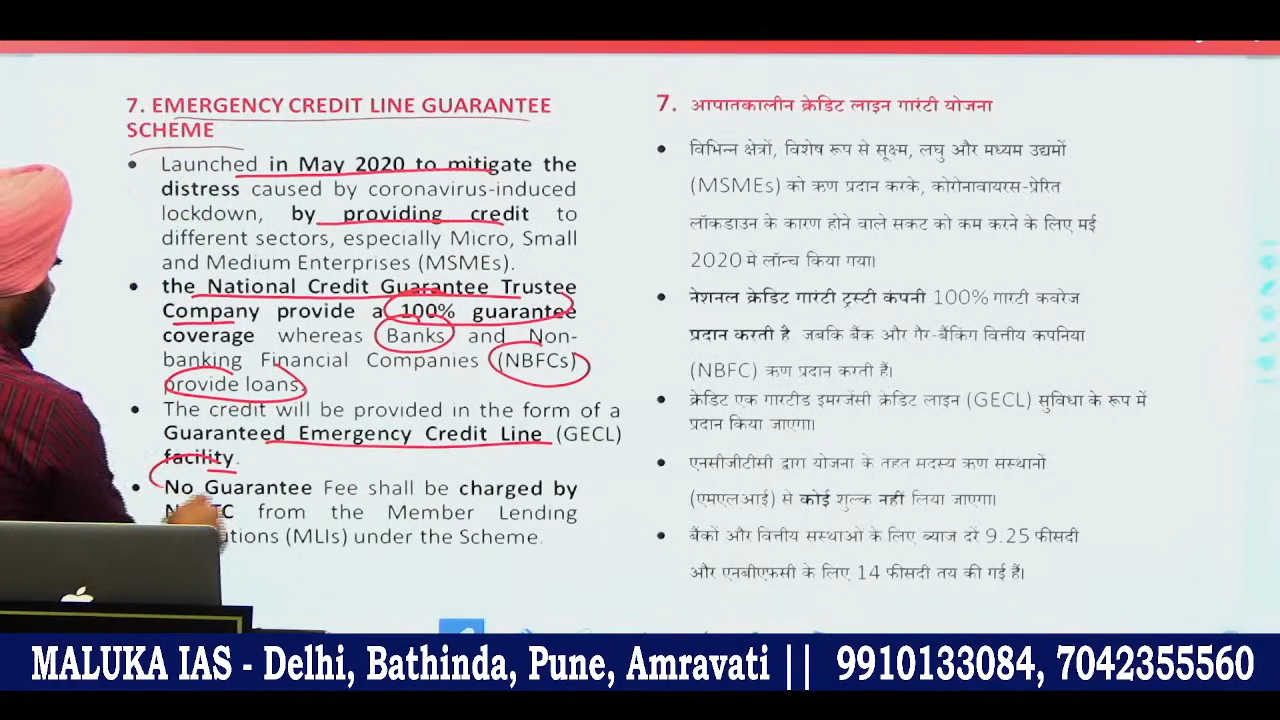 7. EMERGENCY CREDIT LINE GUARANTEE
SCHEME
• Launched in May 2020 to mitigate the
distress caused by coronavirus-induced
lockdown, by providing credit to
different sectors, especially Micro, Small
and Medium Enterprises (MSMEs).
• the National Credit Guarantee Trustee
Company provide a 100% guarantee
coverage whereas Banks and Non-
banking Financial Companies (NBFCs)
provide loans.
• The credit will be provided in the form of a
Guaranteed Emergency Credit Line (GECL)
facility.
• No Guarantee Fee shall be charged by
from the Member Lending
(MLIs) under the Scheme.
7. आपातकालीन क्रेडिट लाइन गारंटी योजना
• विभिन्न क्षेत्रों, विशेष रूप से सूक्ष्म, लघु और मध्यम उद्यमों
(MSMEs) को ऋण प्रदान करके, कोरोनावायरस-प्रेरित
लॉकडाउन के कारण होने वाले सकट को कम करने के लिए मई
2020 में लॉन्च किया गया।
• नेशनल क्रेडिट गारंटी ट्रस्टी कंपनी 100% गारटी कवरेज
प्रदान करती है जबकि बैंक और गैर-बैंकिंग वित्तीय कपनिया
(NBFC) ऋण प्रदान करती हैं।
• क्रेडिट एक गारटीड इमरजेंसी क्रेडिट लाइन (GECL) सुविधा के रूप में
प्रदान किया जाएगा।
• एनसीजीटीसी द्वारा योजना के तहत सदस्य ऋण संस्थानों
(एमएलआई) से कोई शुल्क नहीं लिया जाएगा।
• बैंकों और वित्तीय सस्थाओं के लिए ब्याज दरें 9.25 फीसदी
और एनबीएफसी के लिए 14 फीसदी तय की गई हैं।
MALUKA IAS - Delhi, Bathinda, Pune, Amravati || 9910133084, 7042355560